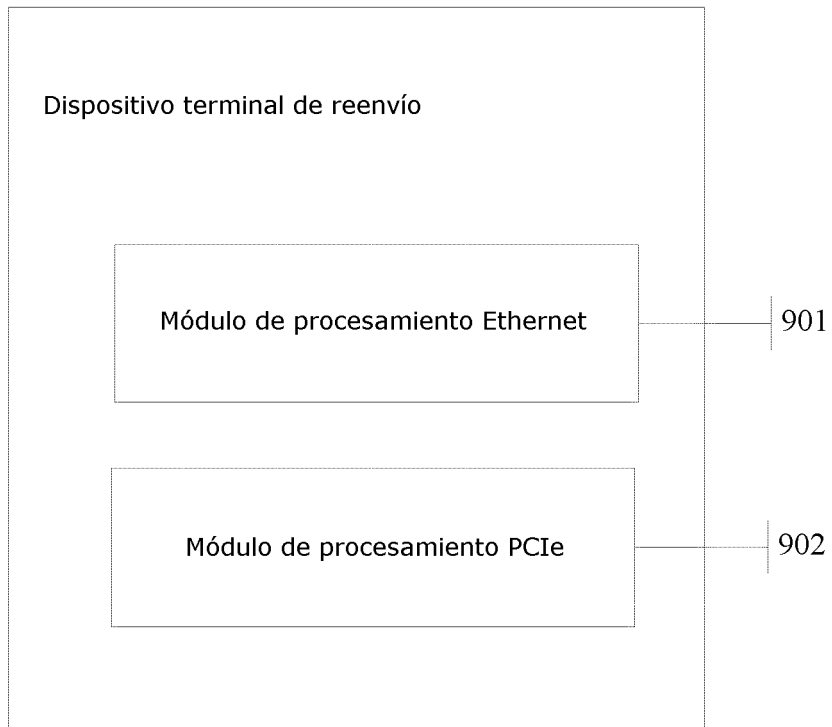 Dispositivo terminal de reenvío
Módulo de procesamiento Ethernet
901
Módulo de procesamiento PCIe
902